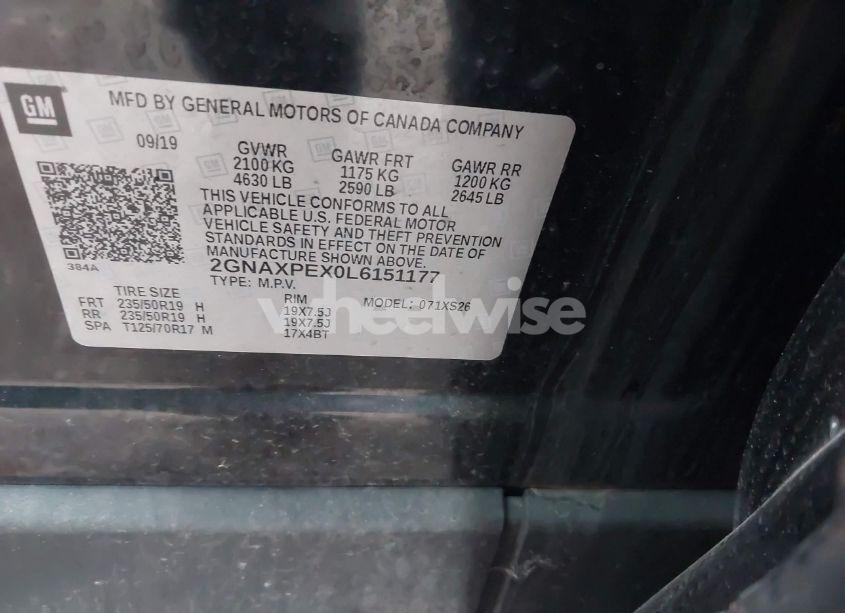 GM
MFD BY GENERAL MOTORS OF CANADA COMPANY
09/19
GVWR
2100 KG
4630 LB
GAWR FRT
1175 KG
2590 LB
GAWR RR
1200 KG
2645 LB
THIS VEHICLE CONFORMS TO ALL
APPLICABLE U.S. FEDERAL MOTOR
VEHICLE SAFETY AND THEFT PREVENTION
STANDARDS IN EFFECT ON THE DATE OF
MANUFACTURE SHOWN ABOVE.
384A
2GNAXPEX0L6151177
TYPE: M.P.V.
MODEL: 071XS26
TIRE SIZE RIM
FRT 235/50R19 H 19X7.5J
RR 235/50R19 H 19X7.5J
SPA T125/70R17 M 17X4BT
wheelwise